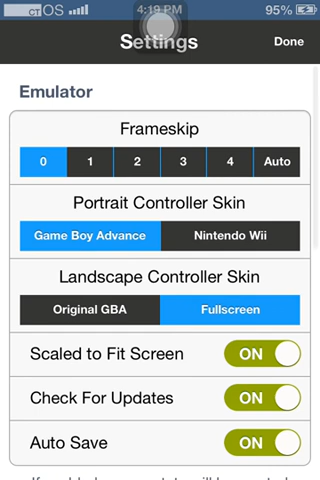 CT OS 4:19 PM 95%
Settings Done
Emulator
Frameskip
0 1 2 3 4 Auto
Portrait Controller Skin
Game Boy Advance Nintendo Wii
Landscape Controller Skin
Original GBA Fullscreen
Scaled to Fit Screen ON
Check For Updates ON
Auto Save ON